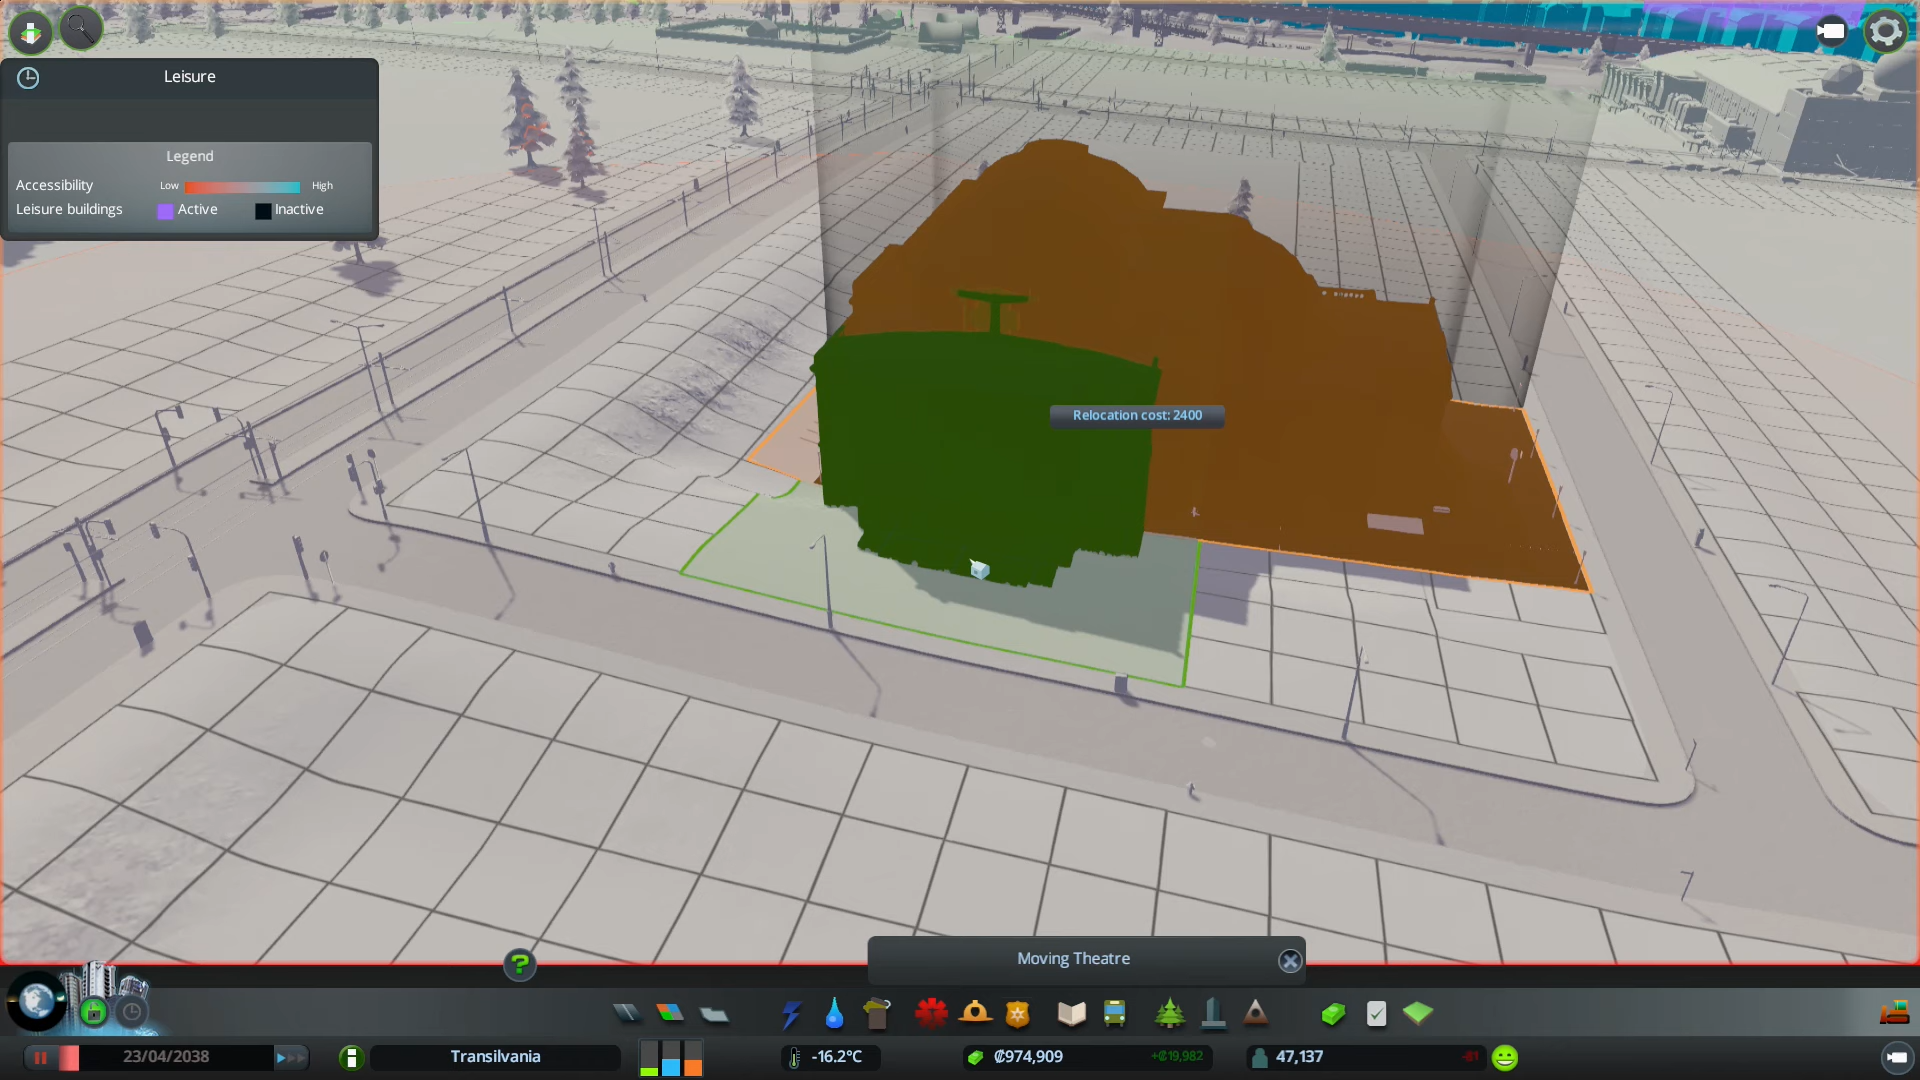 Leisure
Legend
Accessibility Low High
Leisure buildings Active Inactive
Relocation cost: 2400
Moving Theatre
?
23/04/2038
Transilvania
-16.2°C
₡974,909
+₡19,982
47,137
-81